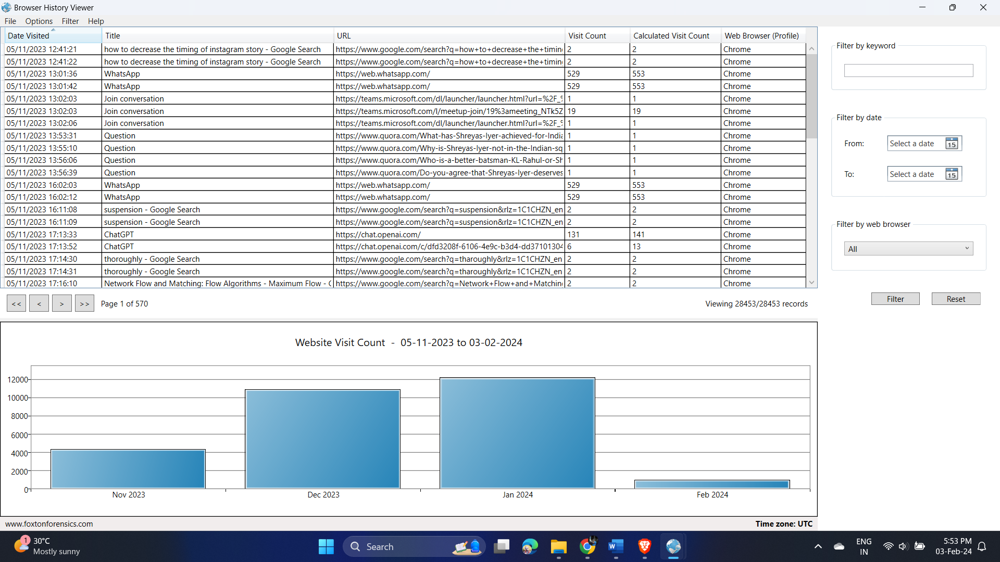 Browser History Viewer
File Options Filter Help
Date Visited Title URL Visit Count Calculated Visit Count Web Browser (Profile)
05/11/2023 12:41:21 how to decrease the timing of instagram story - Google Search https://www.google.com/search?q=how+to+decrease+the+timin 2 2 Chrome
05/11/2023 12:41:22 how to decrease the timing of instagram story - Google Search https://www.google.com/search?q=how+to+decrease+the+timin 2 2 Chrome
05/11/2023 13:01:36 WhatsApp https://web.whatsapp.com/ 529 553 Chrome
05/11/2023 13:01:42 WhatsApp https://web.whatsapp.com/ 529 553 Chrome
05/11/2023 13:02:03 Join conversation https://teams.microsoft.com/dl/launcher/launcher.html?url=%2F_% 1 1 Chrome
05/11/2023 13:02:03 Join conversation https://teams.microsoft.com/l/meetup-join/19%3ameeting_NTk5Z 19 19 Chrome
05/11/2023 13:02:06 Join conversation https://teams.microsoft.com/dl/launcher/launcher.html?url=%2F_% 1 1 Chrome
05/11/2023 13:53:31 Question https://www.quora.com/What-has-Shreyas-Iyer-achieved-for-India 1 1 Chrome
05/11/2023 13:55:10 Question https://www.quora.com/Why-is-Shreyas-Iyer-not-in-the-Indian-sq 1 1 Chrome
05/11/2023 13:56:06 Question https://www.quora.com/Who-is-a-better-batsman-KL-Rahul-or-Sh 1 1 Chrome
05/11/2023 13:56:39 Question https://www.quora.com/Do-you-agree-that-Shreyas-Iyer-deserves 1 1 Chrome
05/11/2023 16:02:03 WhatsApp https://web.whatsapp.com/ 529 553 Chrome
05/11/2023 16:02:12 WhatsApp https://web.whatsapp.com/ 529 553 Chrome
05/11/2023 16:11:08 suspension - Google Search https://www.google.com/search?q=suspension&rlz=1C1CHZN_en 2 2 Chrome
05/11/2023 16:11:09 suspension - Google Search https://www.google.com/search?q=suspension&rlz=1C1CHZN_en 2 2 Chrome
05/11/2023 17:13:33 ChatGPT https://chat.openai.com/ 131 141 Chrome
05/11/2023 17:13:52 ChatGPT https://chat.openai.com/c/dfd3208f-6106-4e9c-b3d4-dd37101304 6 13 Chrome
05/11/2023 17:14:30 thoroughly - Google Search https://www.google.com/search?q=tharoughly&rlz=1C1CHZN_en 2 2 Chrome
05/11/2023 17:14:31 thoroughly - Google Search https://www.google.com/search?q=tharoughly&rlz=1C1CHZN_en 2 2 Chrome
05/11/2023 17:16:10 Network Flow and Matching: Flow Algorithms - Maximum Flow - G https://www.google.com/search?q=Network+Flow+and+Matchin 2 2 Chrome
<< < > >> Page 1 of 570 Viewing 28453/28453 records
Filter by keyword
Filter by date
From: Select a date 15
To: Select a date 15
Filter by web browser
All
Filter Reset
Website Visit Count - 05-11-2023 to 03-02-2024
12000
10000
8000
6000
4000
2000
0
Nov 2023 Dec 2023 Jan 2024 Feb 2024
www.foxtonforensics.com Time zone: UTC
1 30°C
Mostly sunny
Search
W
ENG
IN
5:53 PM
03-Feb-24